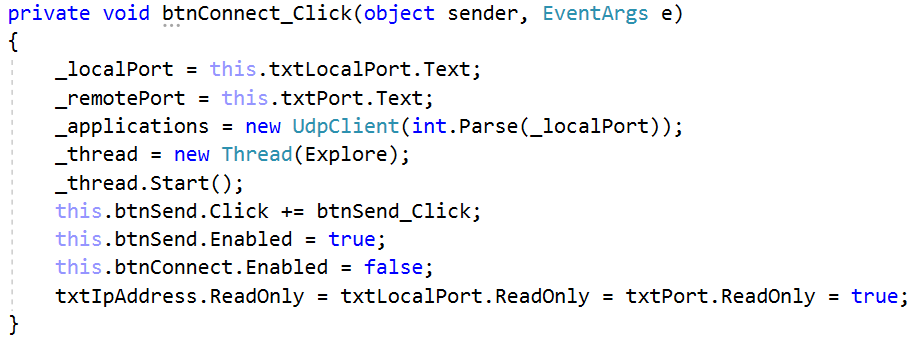 private void btnConnect_Click(object sender, EventArgs e)
{
    _localPort = this.txtLocalPort.Text;
    _remotePort = this.txtPort.Text;
    _applications = new UdpClient(int.Parse(_localPort));
    _thread = new Thread(Explore);
    _thread.Start();
    this.btnSend.Click += btnSend_Click;
    this.btnSend.Enabled = true;
    this.btnConnect.Enabled = false;
    txtIpAddress.ReadOnly = txtLocalPort.ReadOnly = txtPort.ReadOnly = true;
}